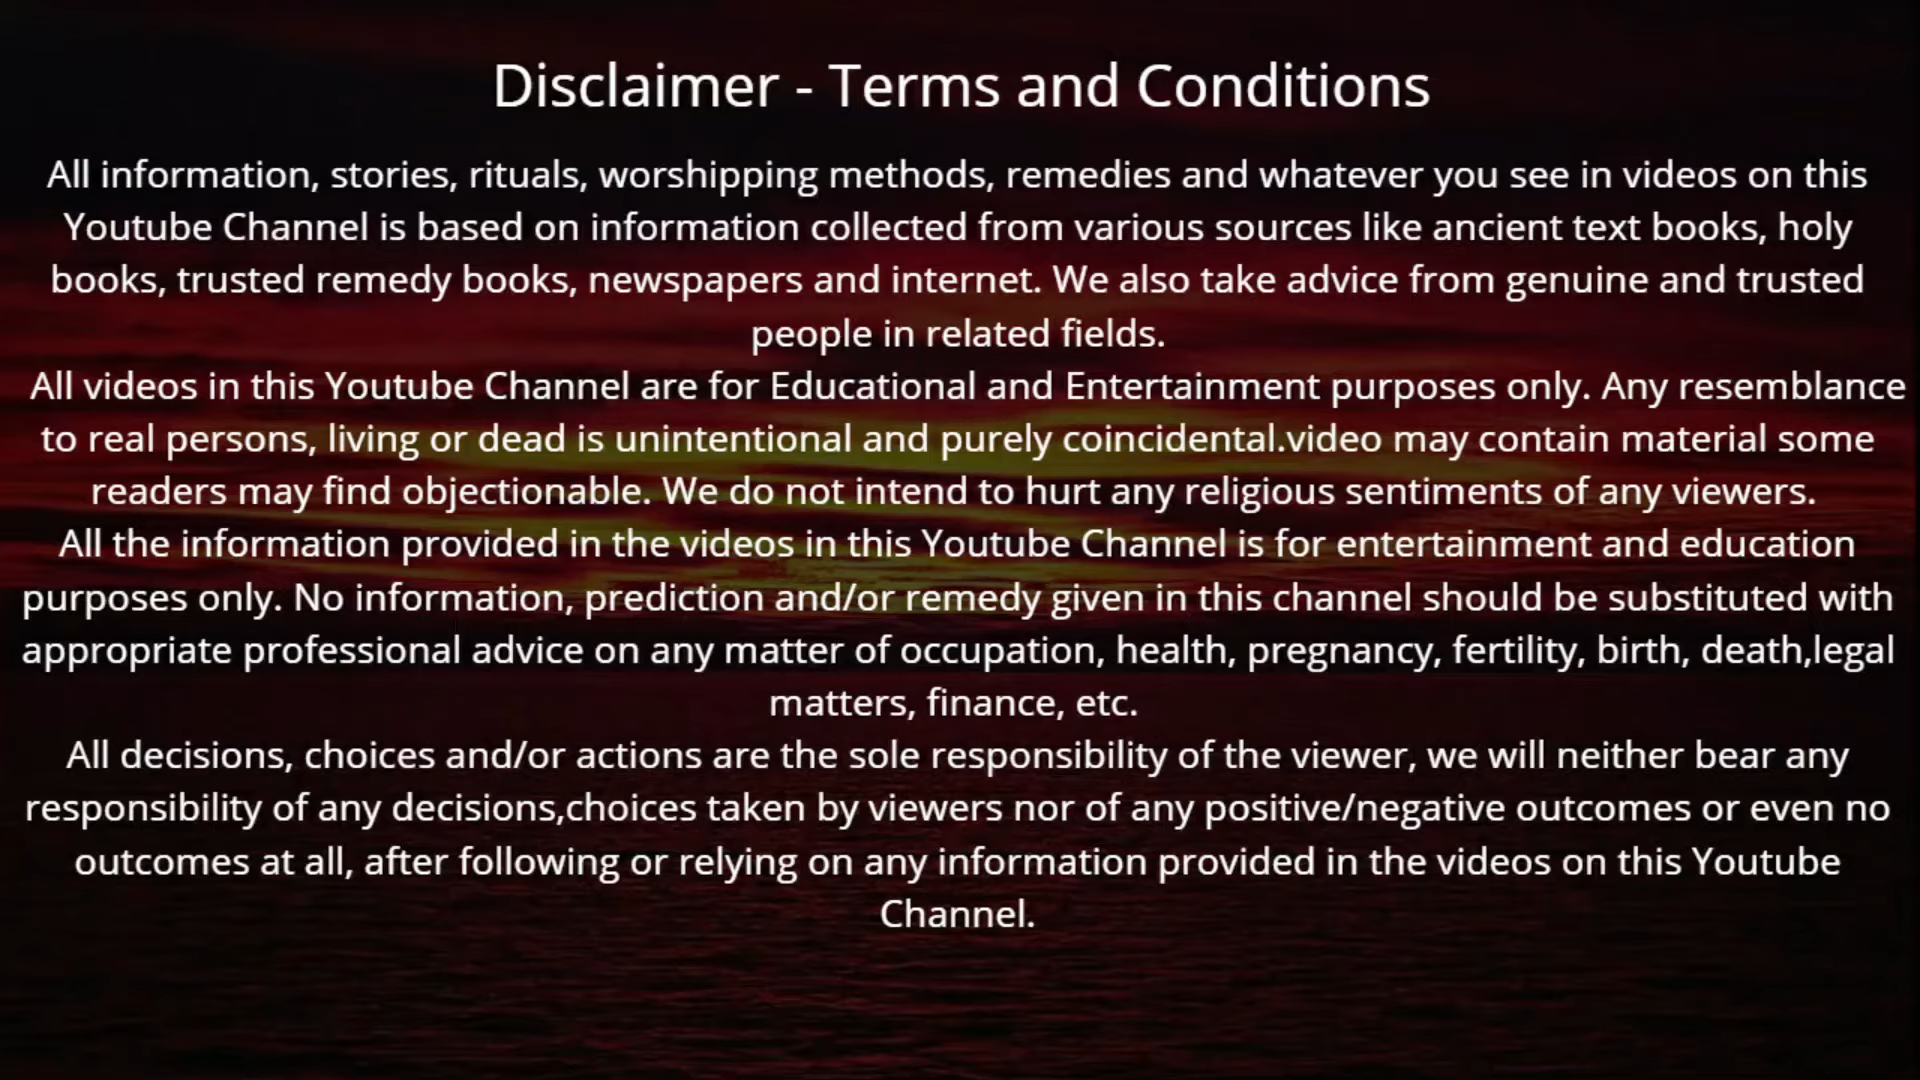 Disclaimer - Terms and Conditions
All information, stories, rituals, worshipping methods, remedies and whatever you see in videos on this
Youtube Channel is based on information collected from various sources like ancient text books, holy
books, trusted remedy books, newspapers and internet. We also take advice from genuine and trusted
people in related fields.
All videos in this Youtube Channel are for Educational and Entertainment purposes only. Any resemblance
to real persons, living or dead is unintentional and purely coincidental.video may contain material some
readers may find objectionable. We do not intend to hurt any religious sentiments of any viewers.
All the information provided in the videos in this Youtube Channel is for entertainment and education
purposes only. No information, prediction and/or remedy given in this channel should be substituted with
appropriate professional advice on any matter of occupation, health, pregnancy, fertility, birth, death,legal
matters, finance, etc.
All decisions, choices and/or actions are the sole responsibility of the viewer, we will neither bear any
responsibility of any decisions,choices taken by viewers nor of any positive/negative outcomes or even no
outcomes at all, after following or relying on any information provided in the videos on this Youtube
Channel.